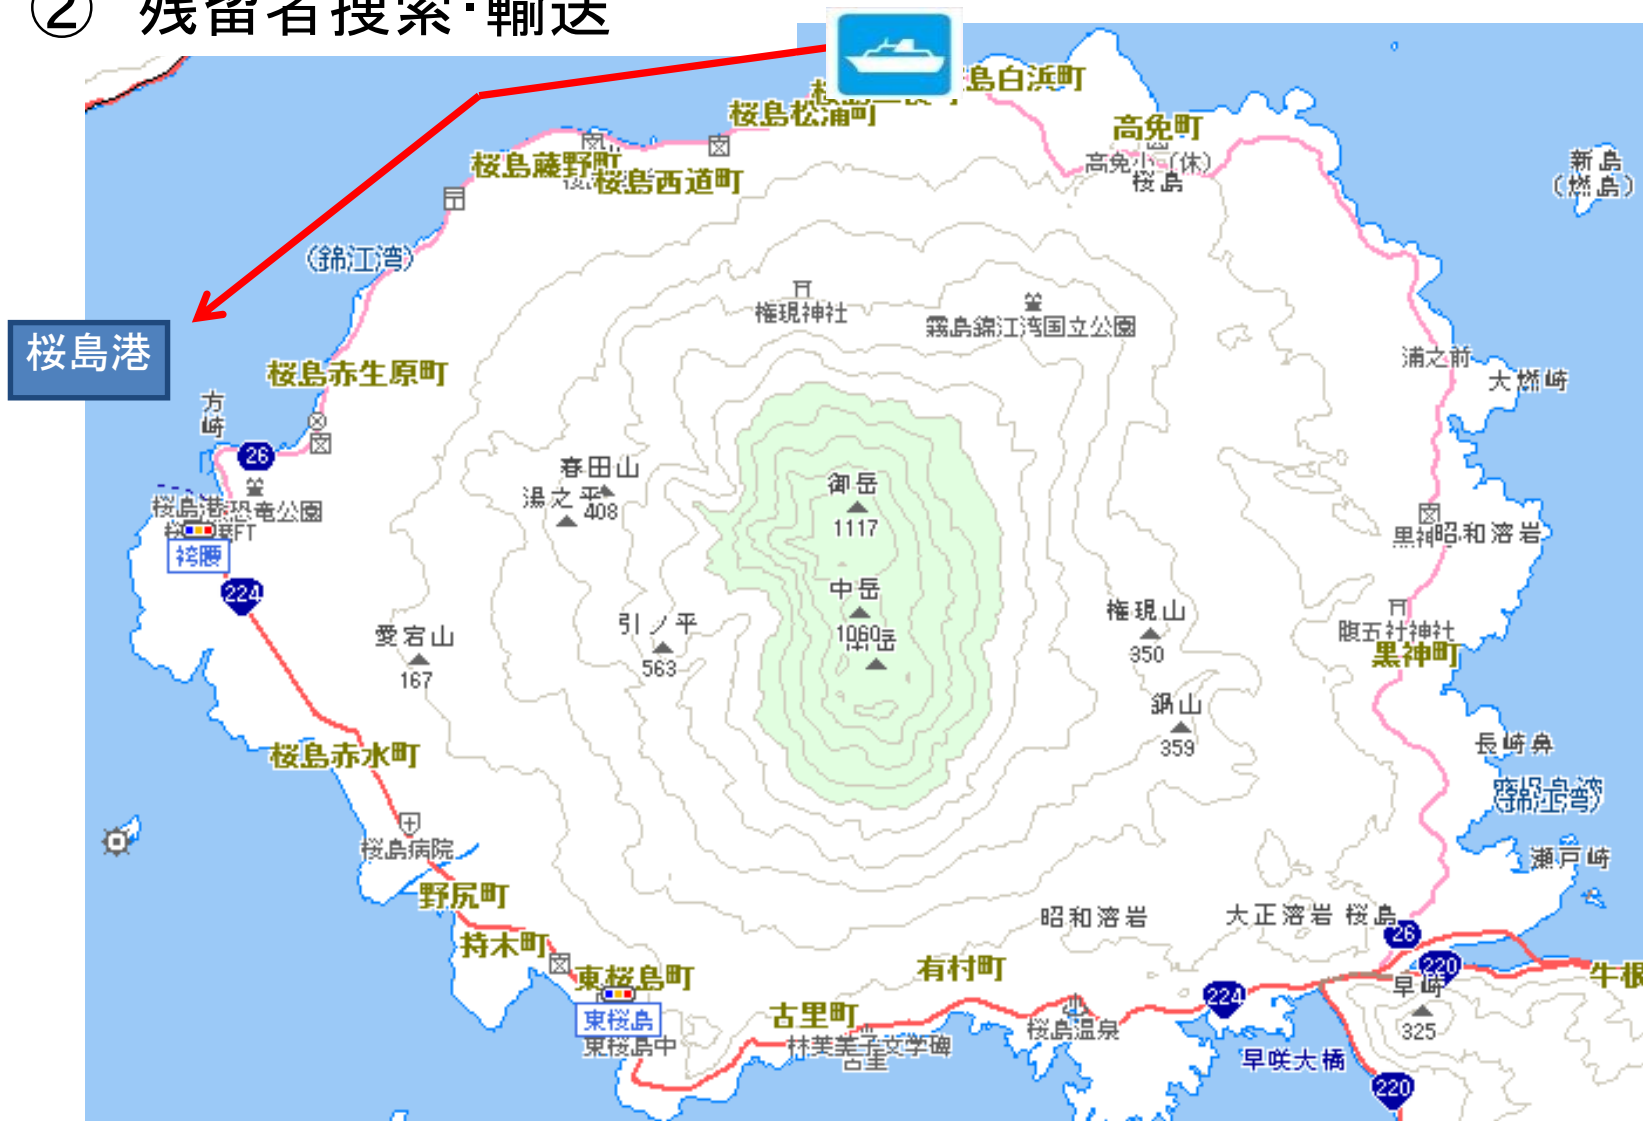 ② 残留者捜索・輸送
島白浜町
桜島松浦町
高免町
高免小(休)
桜島
新島
(燃島)
桜島藤野町
桜島西道町
(錦江湾)
権現神社
霧島錦江湾国立公園
桜島港
桜島赤生原町
浦之前
大燃崎
方崎
26
春田山
湯之平
408
御岳
1117
桜島港
恐竜公園
袴腰
昭和溶岩
224
中岳
1060
南岳
権現山
350
引ノ平
563
愛宕山
167
腹五社神社
黒神町
鍋山
359
長崎鼻
桜島赤水町
(錦江湾)
桜島病院
瀬戸崎
野尻町
昭和溶岩
大正溶岩
桜島
26
持木町
東桜島町
有村町
220
牛根
早崎
325
224
古里町
東桜島
東桜島中
林芙美子文学碑
古里
桜島温泉
早咲大橋
220